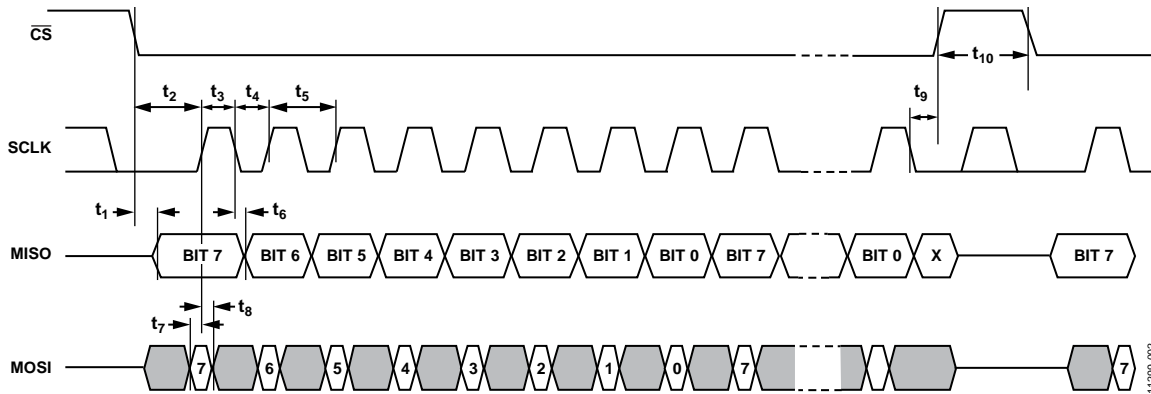 CS
t10
t2 t3 t4 t5 t9
SCLK
t1 t6
MISO BIT 7 BIT 6 BIT 5 BIT 4 BIT 3 BIT 2 BIT 1 BIT 0 BIT 7 BIT 0 X BIT 7
t7 t8
MOSI 7 6 5 4 3 2 1 0 7 7